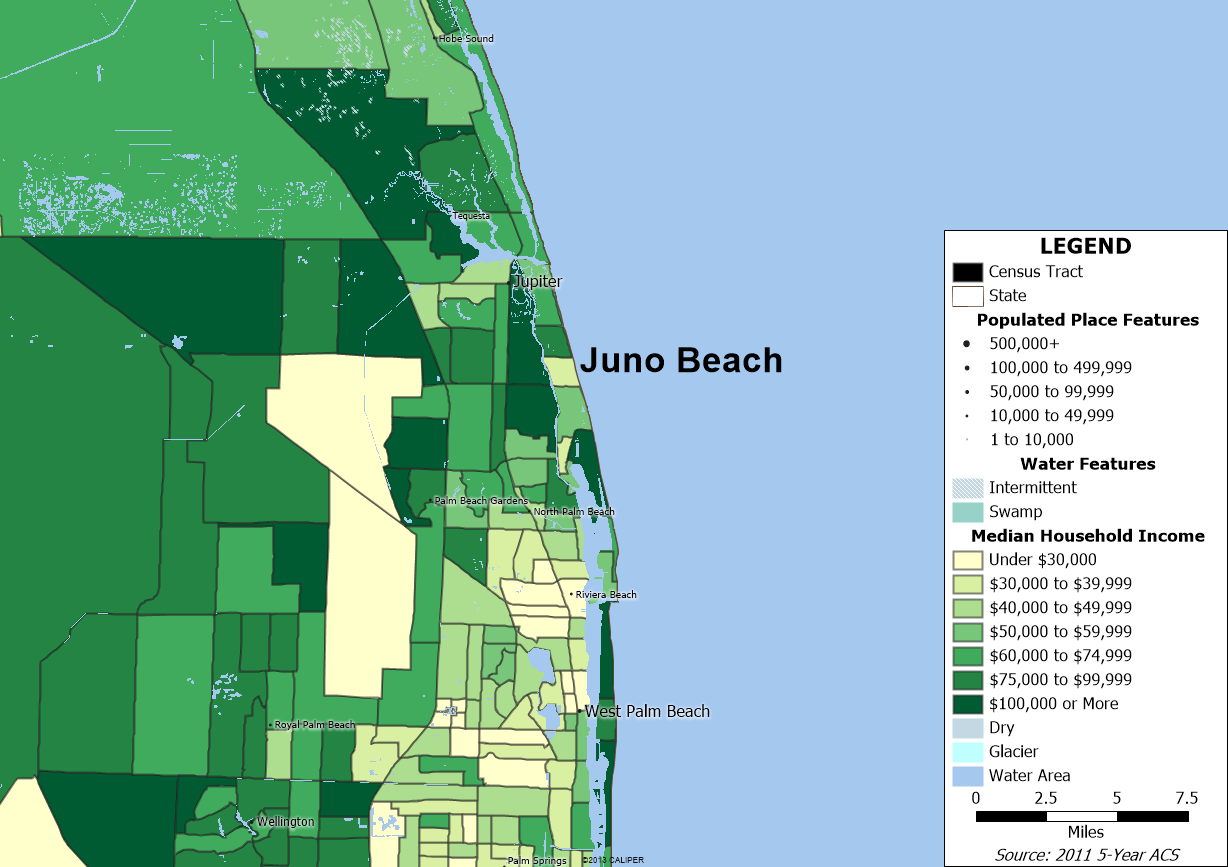 Hobe Sound
Tequesta
Jupiter
Juno Beach
Palm Beach Gardens
North Palm Beach
Riviera Beach
West Palm Beach
Royal Palm Beach
Wellington
Palm Springs
©2013 CALIPER
LEGEND
Census Tract
State
Populated Place Features
500,000+
100,000 to 499,999
50,000 to 99,999
10,000 to 49,999
1 to 10,000
Water Features
Intermittent
Swamp
Median Household Income
Under $30,000
$30,000 to $39,999
$40,000 to $49,999
$50,000 to $59,999
$60,000 to $74,999
$75,000 to $99,999
$100,000 or More
Dry
Glacier
Water Area
0 2.5 5 7.5
Miles
Source: 2011 5-Year ACS